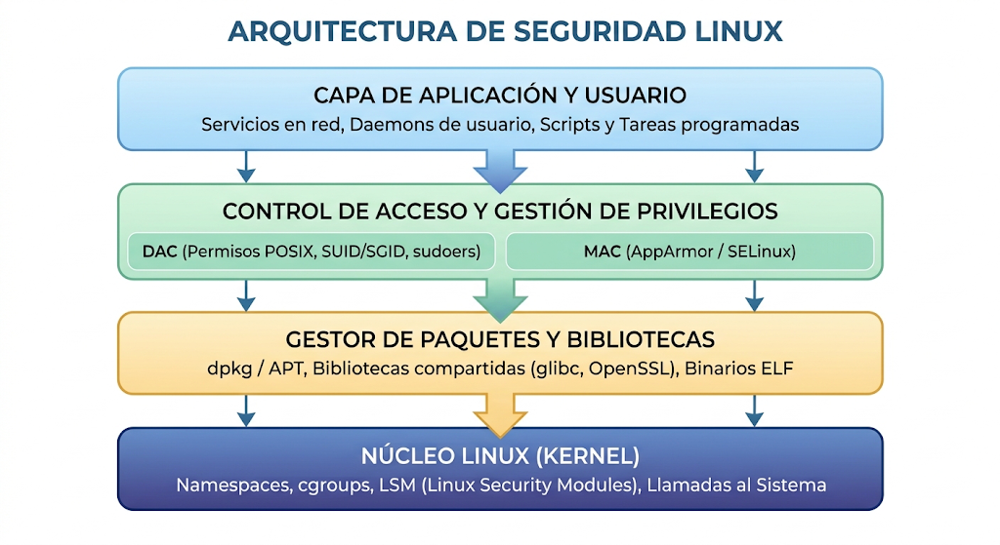 ARQUITECTURA DE SEGURIDAD LINUX
CAPA DE APLICACIÓN Y USUARIO
Servicios en red, Daemons de usuario, Scripts y Tareas programadas
CONTROL DE ACCESO Y GESTIÓN DE PRIVILEGIOS
DAC (Permisos POSIX, SUID/SGID, sudoers)
MAC (AppArmor / SELinux)
GESTOR DE PAQUETES Y BIBLIOTECAS
dpkg / APT, Bibliotecas compartidas (glibc, OpenSSL), Binarios ELF
NÚCLEO LINUX (KERNEL)
Namespaces, cgroups, LSM (Linux Security Modules), Llamadas al Sistema